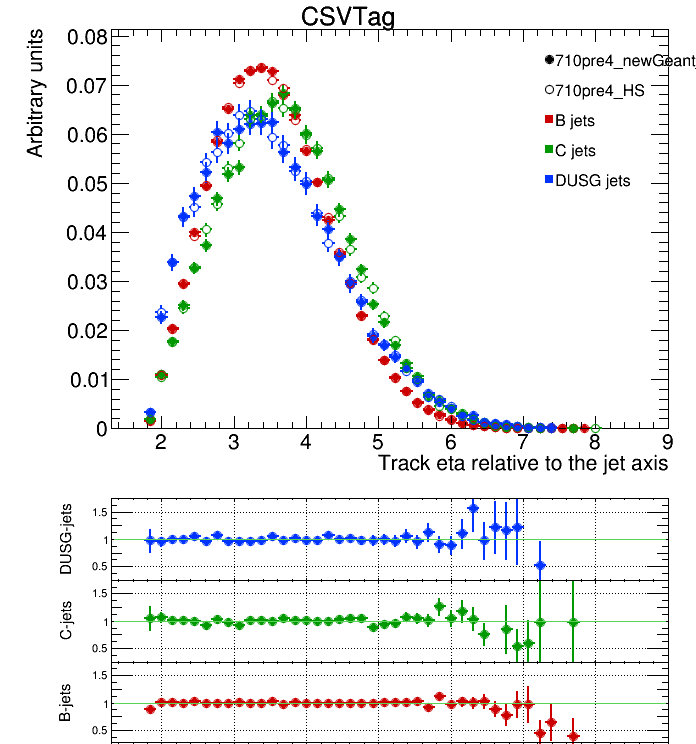 CSVTag
Arbitrary units
0.08
0.07
0.06
0.05
0.04
0.03
0.02
0.01
0
710pre4_newGeant
710pre4_HS
B jets
C jets
DUSG jets
2 3 4 5 6 7 8 9
Track eta relative to the jet axis
DUSG-jets
1.5
1
0.5
C-jets
1.5
1
0.5
B-jets
1.5
1
0.5